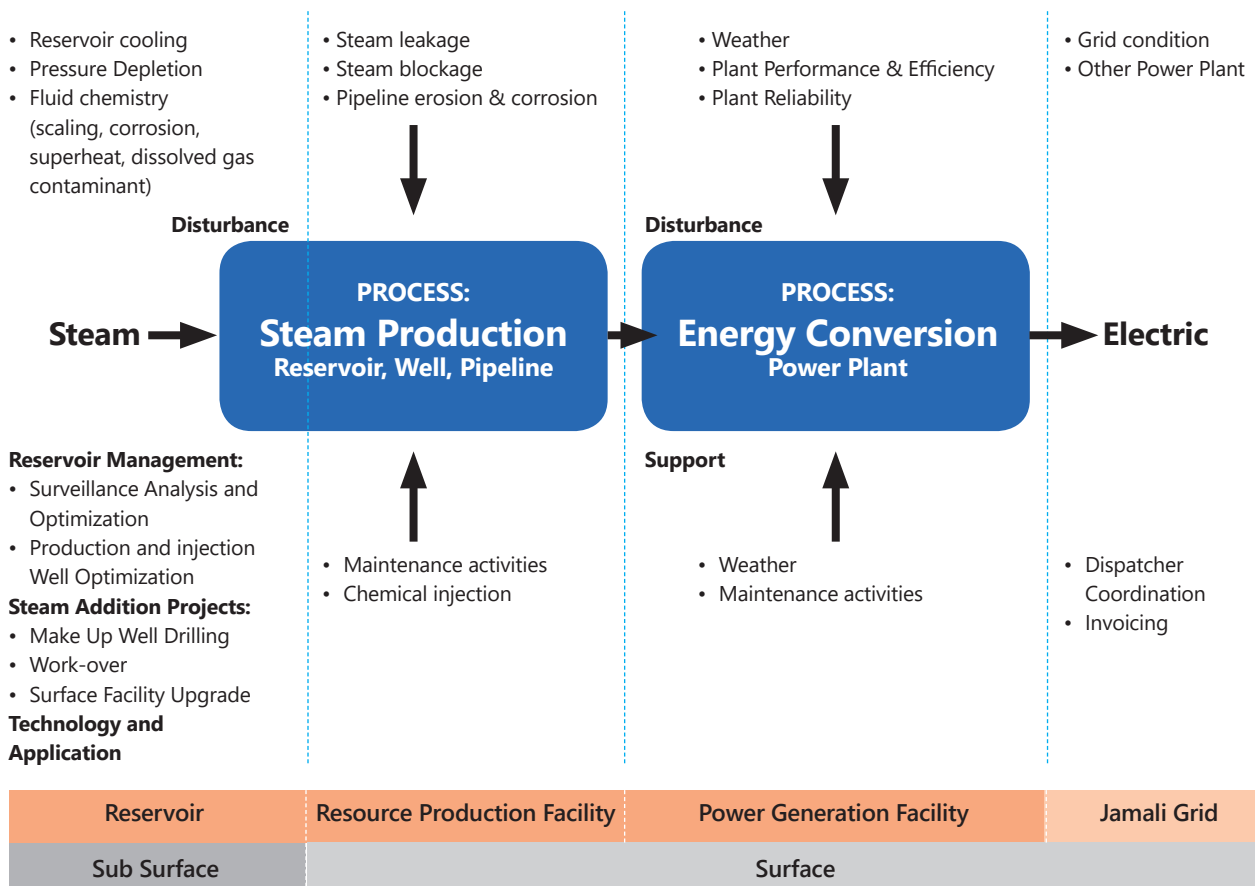 • Reservoir cooling
• Pressure Depletion
• Fluid chemistry
(scaling, corrosion,
superheat, dissolved gas
contaminant)
• Steam leakage
• Steam blockage
• Pipeline erosion & corrosion
• Weather
• Plant Performance & Efficiency
• Plant Reliability
• Grid condition
• Other Power Plant
Disturbance
Disturbance
Steam
PROCESS:
Steam Production
Reservoir, Well, Pipeline
PROCESS:
Energy Conversion
Power Plant
Electric
Reservoir Management:
• Surveillance Analysis and
Optimization
• Production and injection
Well Optimization
Steam Addition Projects:
• Make Up Well Drilling
• Work-over
• Surface Facility Upgrade
Technology and
Application
• Maintenance activities
• Chemical injection
Support
• Weather
• Maintenance activities
• Dispatcher
Coordination
• Invoicing
Reservoir
Resource Production Facility
Power Generation Facility
Jamali Grid
Sub Surface
Surface